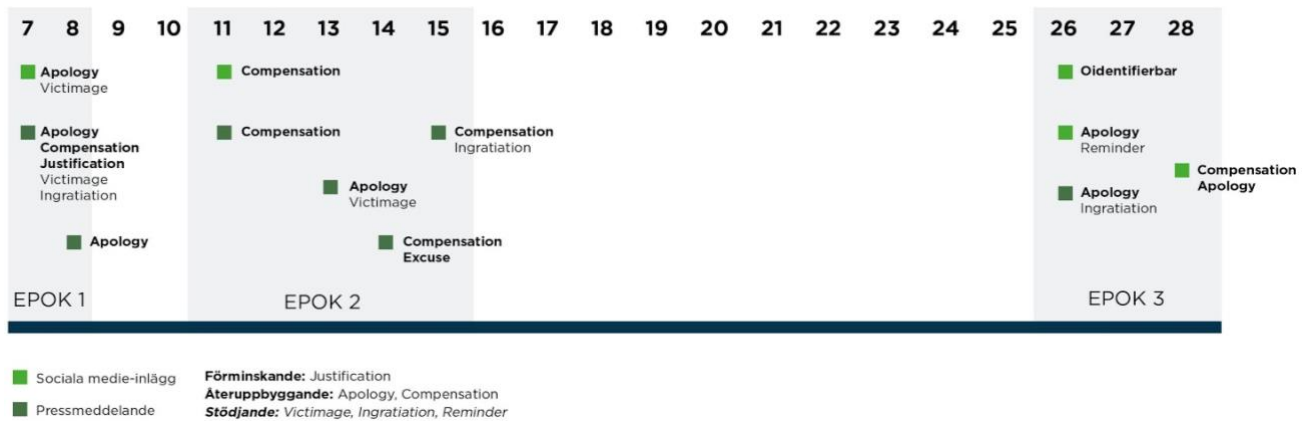 7 8 9 10 11 12 13 14 15 16 17 18 19 20 21 22 23 24 25 26 27 28
Apology
Victimage
Compensation
Oidentifierbar
Apology
Compensation
Justification
Victimage
Ingratiation
Compensation
Compensation
Ingratiation
Apology
Reminder
Compensation
Apology
Apology
Victimage
Apology
Ingratiation
Apology
Compensation
Excuse
EPOK 1
EPOK 2
EPOK 3
Sociala medie-inlägg
Pressmeddelande
Förminskande: Justification
Återuppbyggande: Apology, Compensation
Stödjande: Victimage, Ingratiation, Reminder